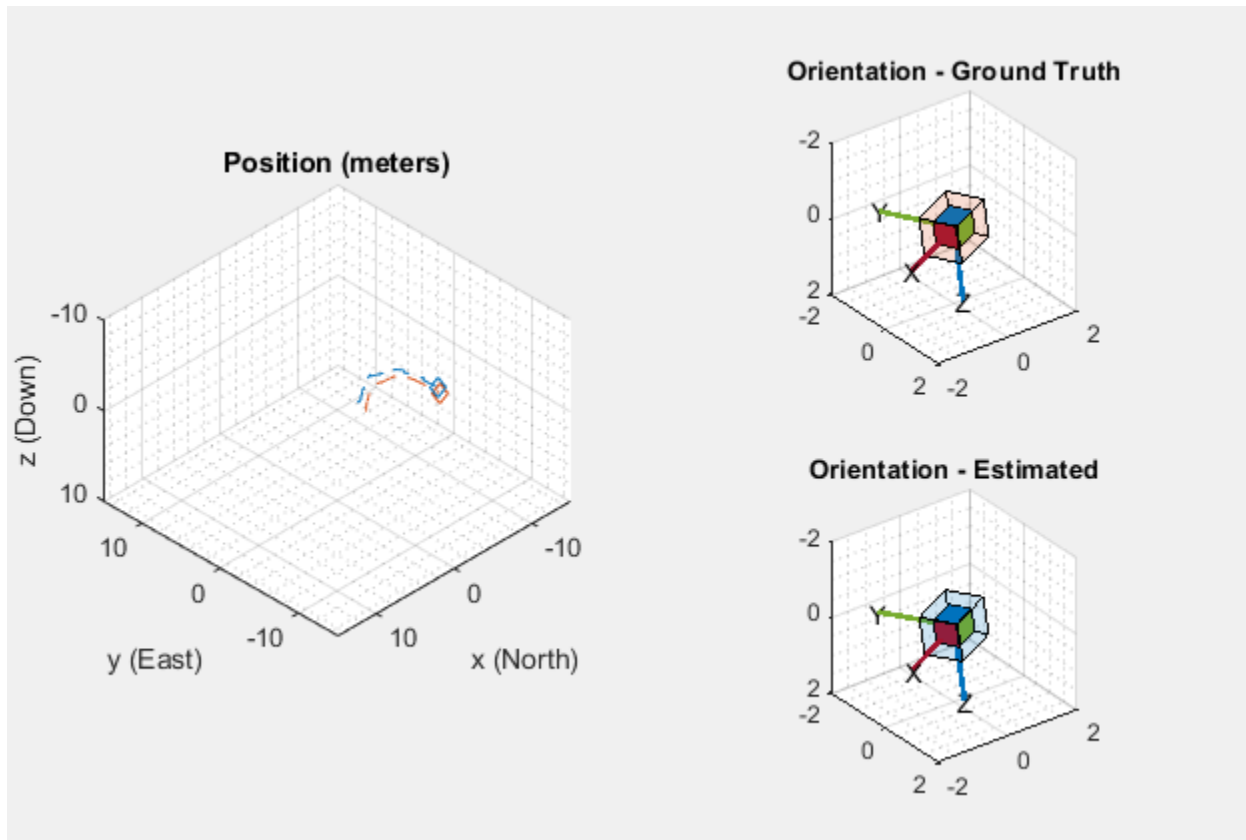 Position (meters)
-10
0
10
z (Down)
10
0
-10
y (East)
10
0
-10
x (North)
Orientation - Ground Truth
-2
0
2
-2
0
2
-2
0
2
Y
X
Z
Orientation - Estimated
-2
0
2
-2
0
2
-2
0
2
Y
X
Z